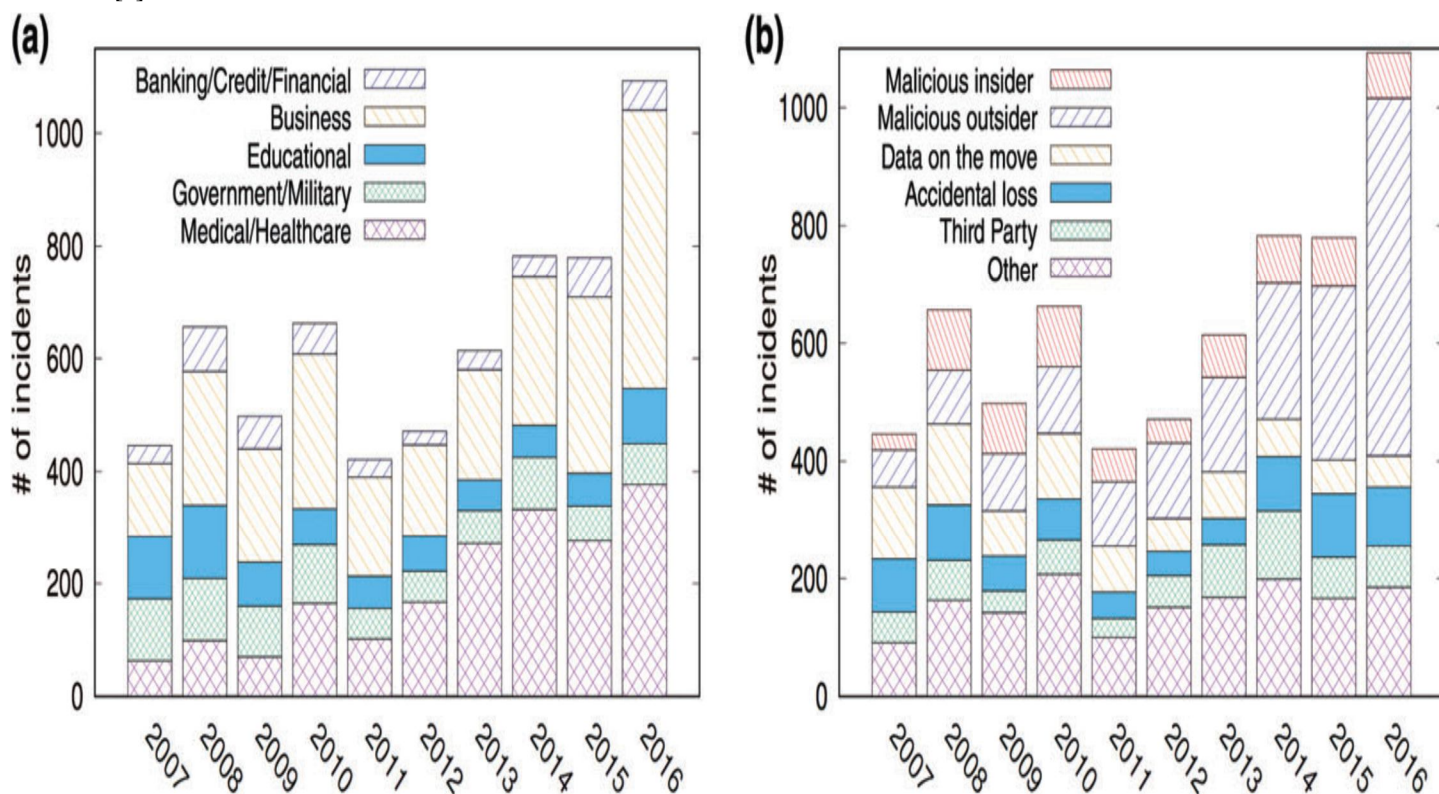 (a)
Banking/Credit/Financial
Business
Educational
Government/Military
Medical/Healthcare
# of incidents
1000
800
600
400
200
0
2007
2008
2009
2010
2011
2012
2013
2014
2015
2016
(b)
Malicious insider
Malicious outsider
Data on the move
Accidental loss
Third Party
Other
# of incidents
1000
800
600
400
200
0
2007
2008
2009
2010
2011
2012
2013
2014
2015
2016